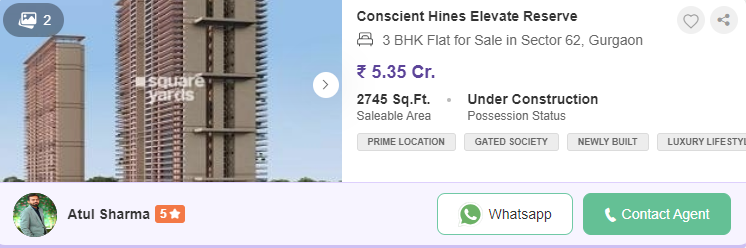 2
square
yards
Conscient Hines Elevate Reserve
3 BHK Flat for Sale in Sector 62, Gurgaon
₹ 5.35 Cr.
2745 Sq.Ft. • Under Construction
Saleable Area Possession Status
PRIME LOCATION GATED SOCIETY NEWLY BUILT LUXURY LIFESTYL
Atul Sharma 5★ Whatsapp Contact Agent